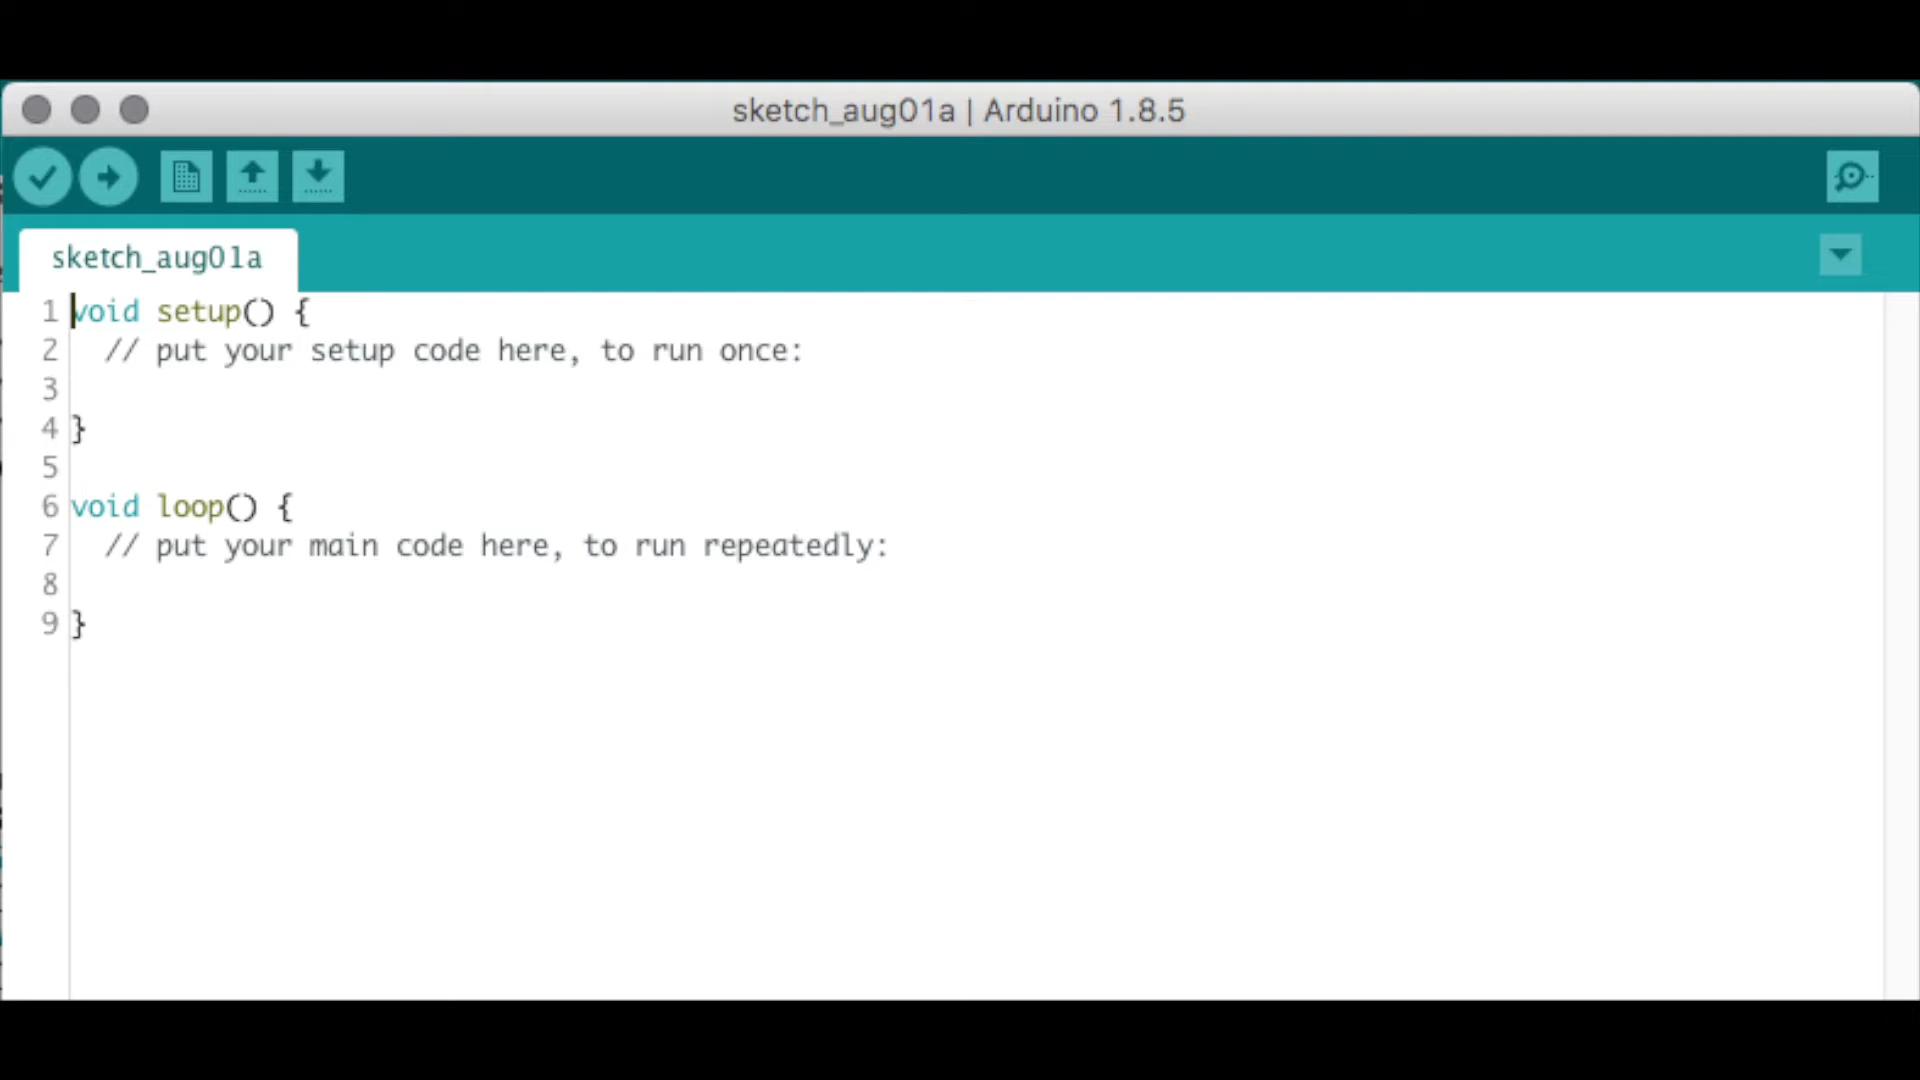 sketch_aug01a | Arduino 1.8.5
sketch_aug01a
1 void setup() {
2   // put your setup code here, to run once:
3
4 }
5
6 void loop() {
7   // put your main code here, to run repeatedly:
8
9 }